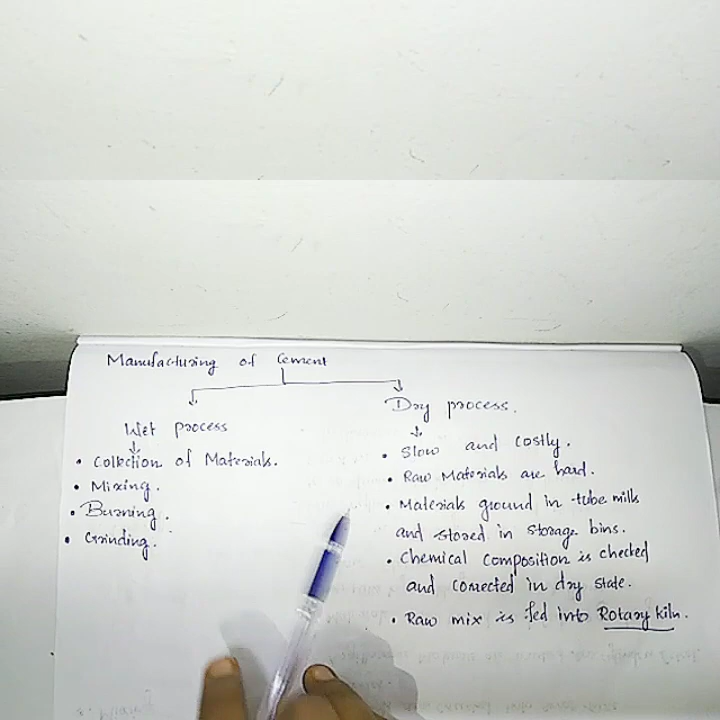 Manufacturing of Cement
Wet process
• Collection of Materials.
• Mixing.
• Burning.
• Grinding.
Dry process.
• Slow and costly.
• Raw Materials are hard.
• Materials ground in tube mills
and stored in storage bins.
• Chemical composition is checked
and corrected in dry state.
• Raw mix is fed into Rotary kiln.